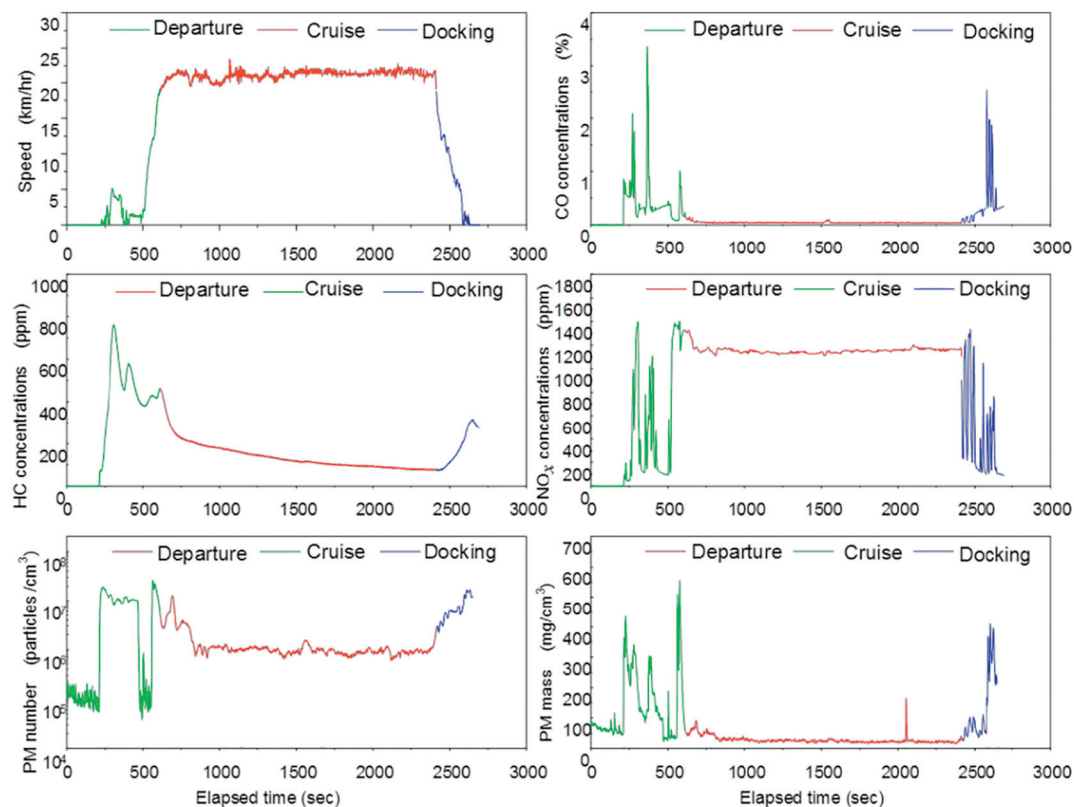 Departure Cruise Docking
Speed (km/hr)
30
25
20
15
10
5
0
0 500 1000 1500 2000 2500 3000
Departure Cruise Docking
CO concentrations (%)
4
3
2
1
0
0 500 1000 1500 2000 2500 3000
Departure Cruise Docking
HC concentrations (ppm)
1000
800
600
400
200
0
0 500 1000 1500 2000 2500 3000
Departure Cruise Docking
NOX concentrations (ppm)
1800
1600
1400
1200
1000
800
600
400
200
0
0 500 1000 1500 2000 2500 3000
Departure Cruise Docking
PM number (particles/cm³)
10⁸
10⁷
10⁶
10⁵
10⁴
0 500 1000 1500 2000 2500 3000
Elapsed time (sec)
Departure Cruise Docking
PM mass (mg/cm³)
700
600
500
400
300
200
100
0
0 500 1000 1500 2000 2500 3000
Elapsed time (sec)